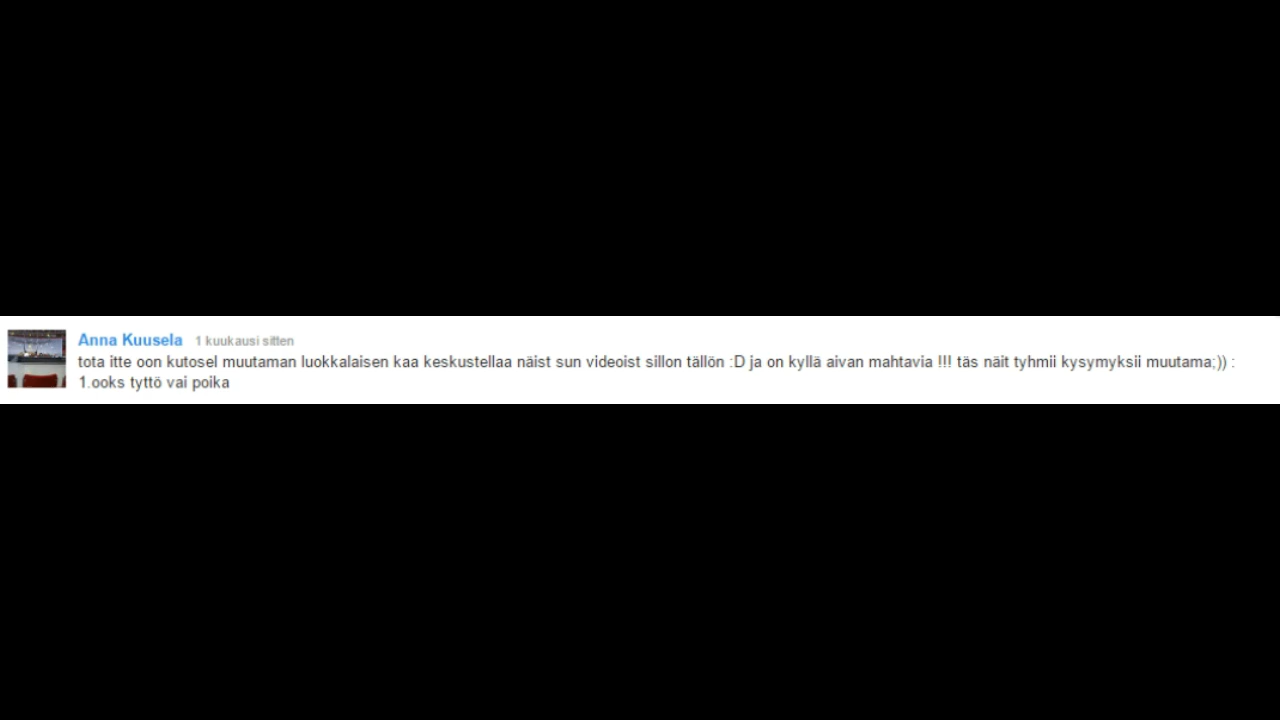 Anna Kuusela 1 kuukausi sitten
tota itte oon kutosel muutaman luokkalaisen kaa keskustellaa näist sun videoist sillon tällön :D ja on kyllä aivan mahtavia !!! täs näit tyhmii kysymyksii muutama;)) :
1.ooks tyttö vai poika